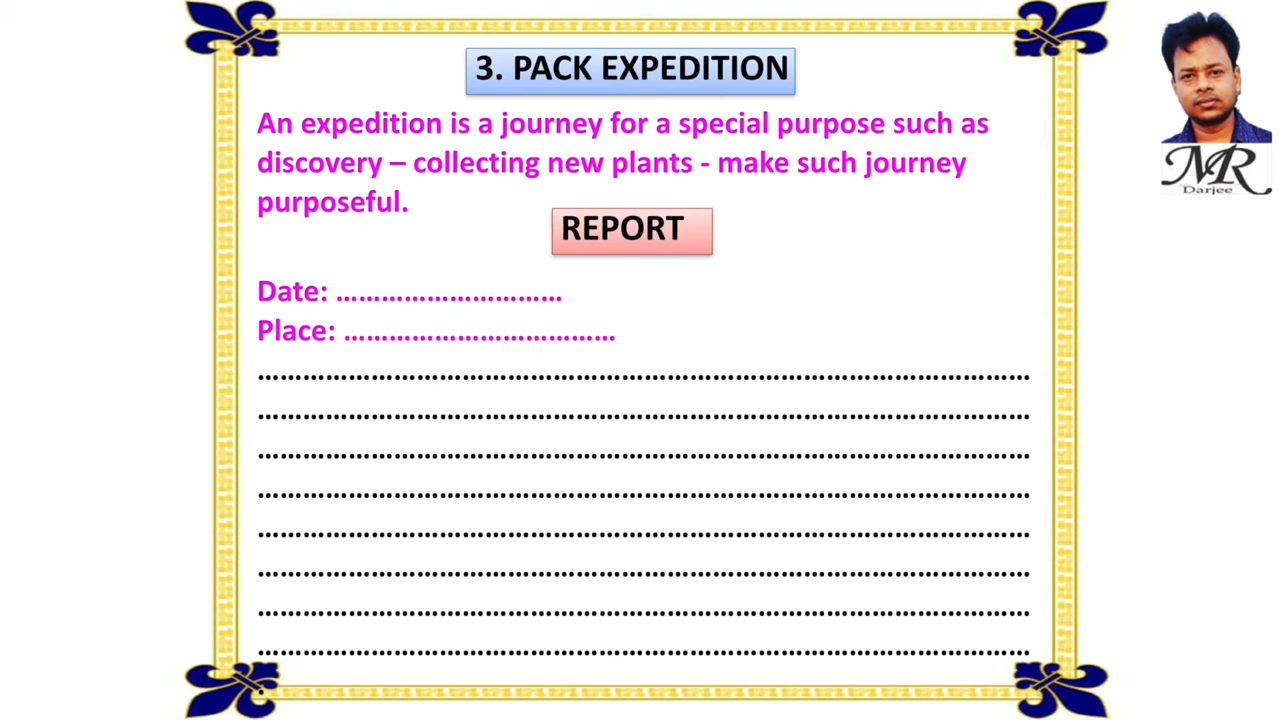 3. PACK EXPEDITION
An expedition is a journey for a special purpose such as
discovery – collecting new plants - make such journey
purposeful.
REPORT
Date: …………………………
Place: ………………………………
…………………………………………………………………………………………
…………………………………………………………………………………………
…………………………………………………………………………………………
…………………………………………………………………………………………
…………………………………………………………………………………………
…………………………………………………………………………………………
…………………………………………………………………………………………
…………………………………………………………………………………………
.
MR
Darjee